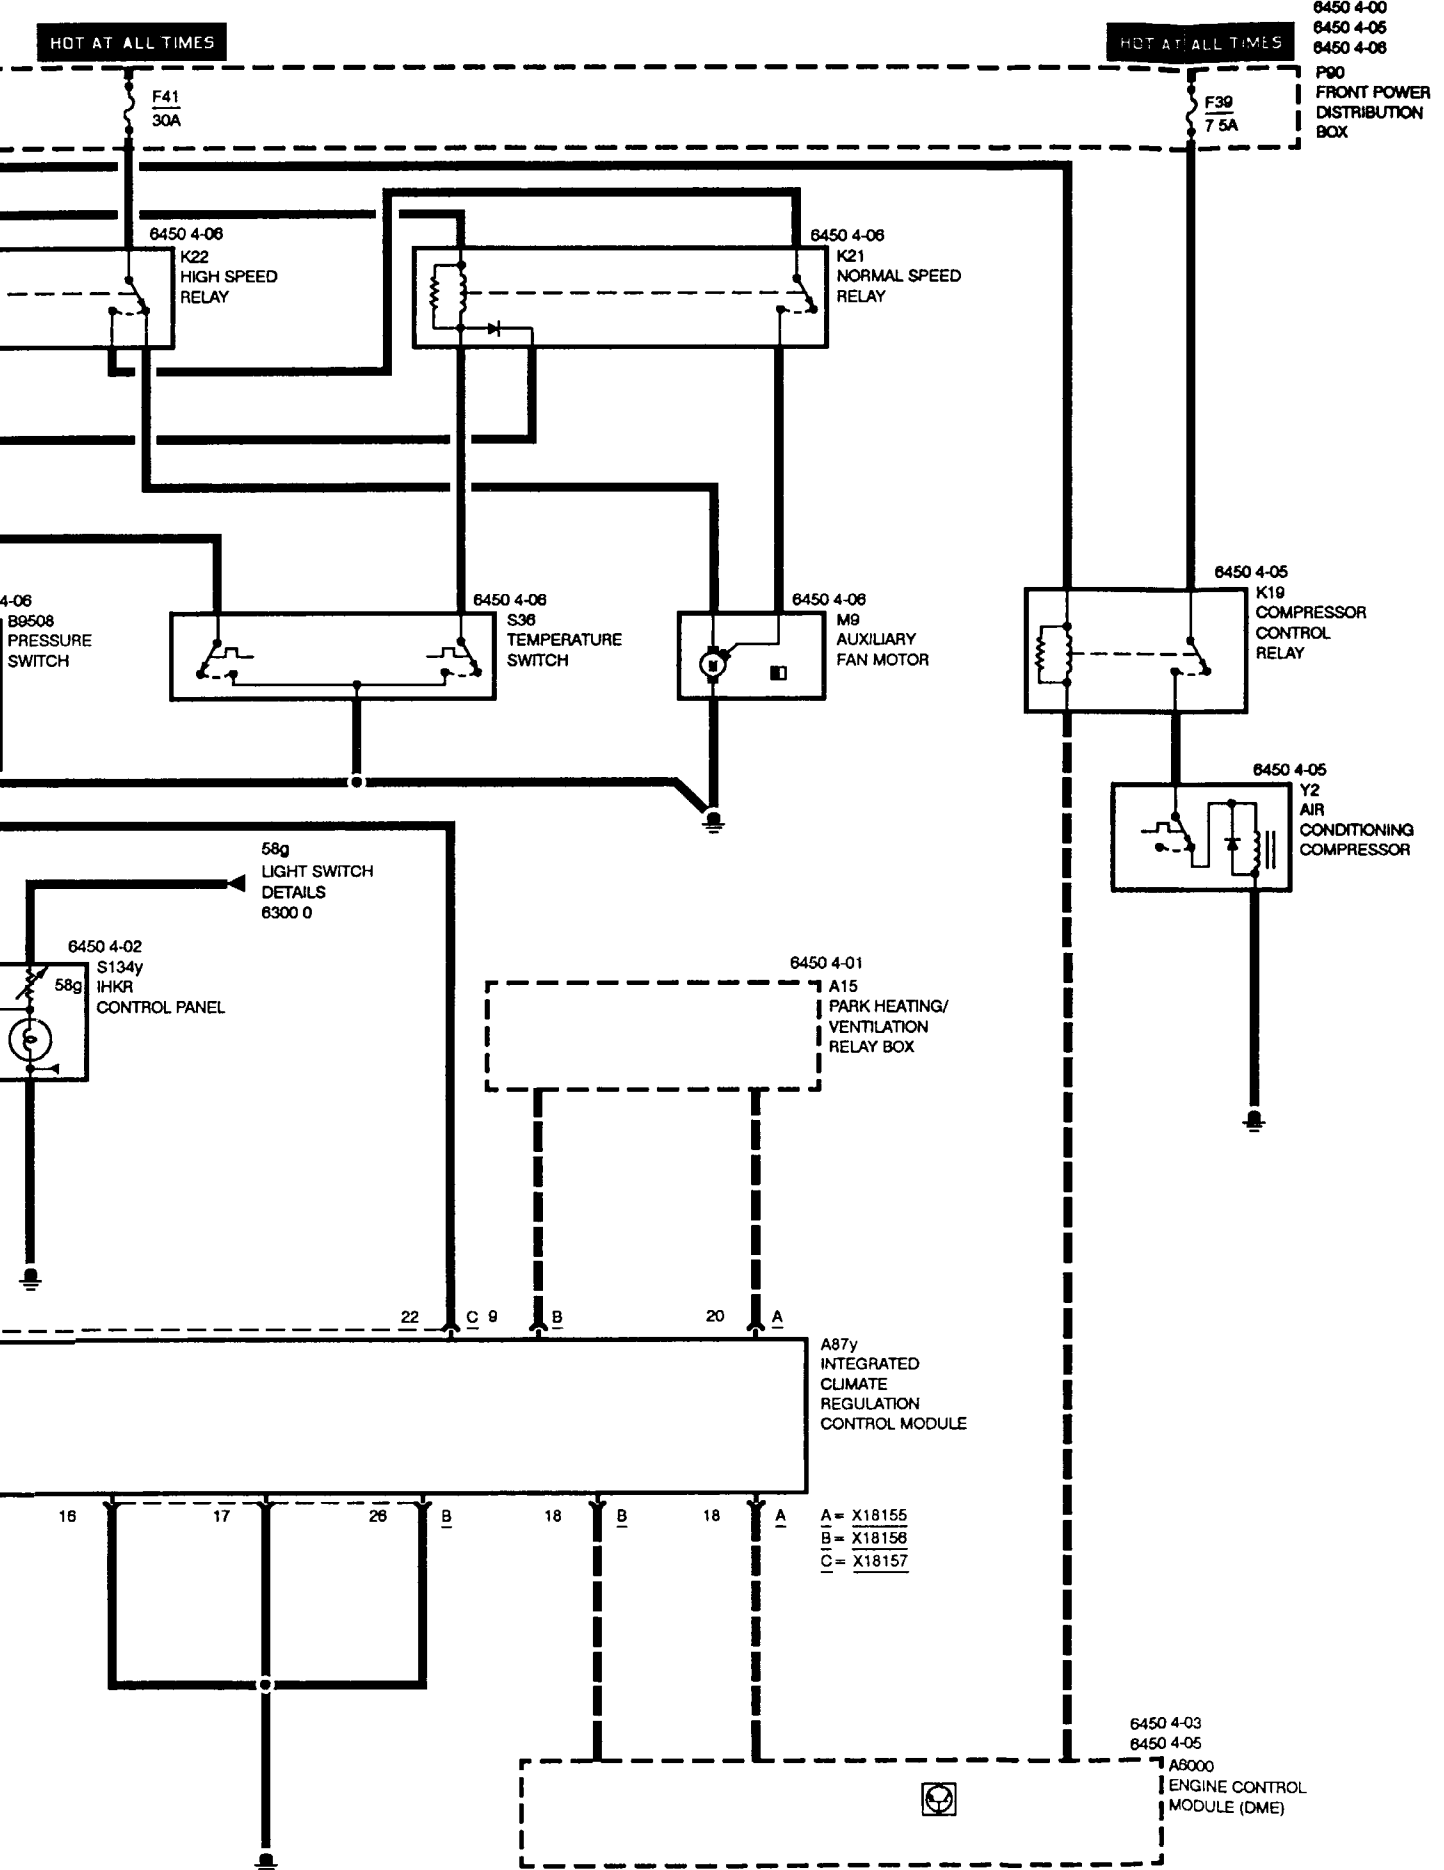 6450 4-00
6450 4-05
6450 4-06
HOT AT ALL TIMES
HOT AT ALL TIMES
P90
FRONT POWER
DISTRIBUTION
BOX
F41
30A
F39
7 5A
6450 4-06
K22
HIGH SPEED
RELAY
6450 4-06
K21
NORMAL SPEED
RELAY
4-06
B9508
PRESSURE
SWITCH
6450 4-06
S36
TEMPERATURE
SWITCH
6450 4-06
M9
AUXILIARY
FAN MOTOR
M
6450 4-05
K19
COMPRESSOR
CONTROL
RELAY
6450 4-05
Y2
AIR
CONDITIONING
COMPRESSOR
58g
LIGHT SWITCH
DETAILS
6300 0
6450 4-02
S134y
IHKR
CONTROL PANEL
58g
6450 4-01
A15
PARK HEATING/
VENTILATION
RELAY BOX
22 C 9 B 20 A
A87y
INTEGRATED
CLIMATE
REGULATION
CONTROL MODULE
16 17 26 B 18 B 18 A
A = X18155
B = X18156
C = X18157
6450 4-03
6450 4-05
A6000
ENGINE CONTROL
MODULE (DME)